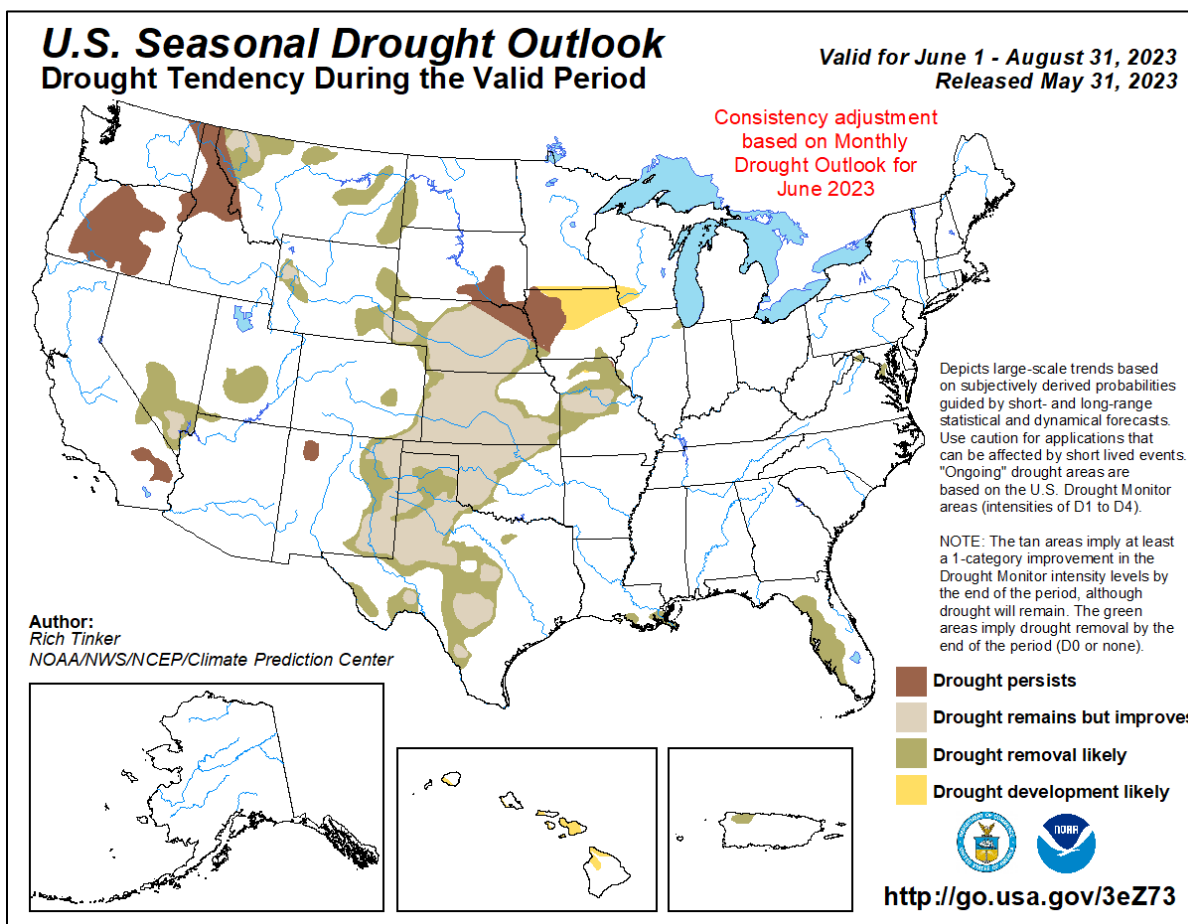 U.S. Seasonal Drought Outlook
Drought Tendency During the Valid Period
Valid for June 1 - August 31, 2023
Released May 31, 2023
Consistency adjustment
based on Monthly
Drought Outlook for
June 2023
Depicts large-scale trends based
on subjectively derived probabilities
guided by short- and long-range
statistical and dynamical forecasts.
Use caution for applications that
can be affected by short lived events.
"Ongoing" drought areas are
based on the U.S. Drought Monitor
areas (intensities of D1 to D4).
NOTE: The tan areas imply at least
a 1-category improvement in the
Drought Monitor intensity levels by
the end of the period, although
drought will remain. The green
areas imply drought removal by the
end of the period (D0 or none).
Author:
Rich Tinker
NOAA/NWS/NCEP/Climate Prediction Center
Drought persists
Drought remains but improves
Drought removal likely
Drought development likely
NOAA
http://go.usa.gov/3eZ73